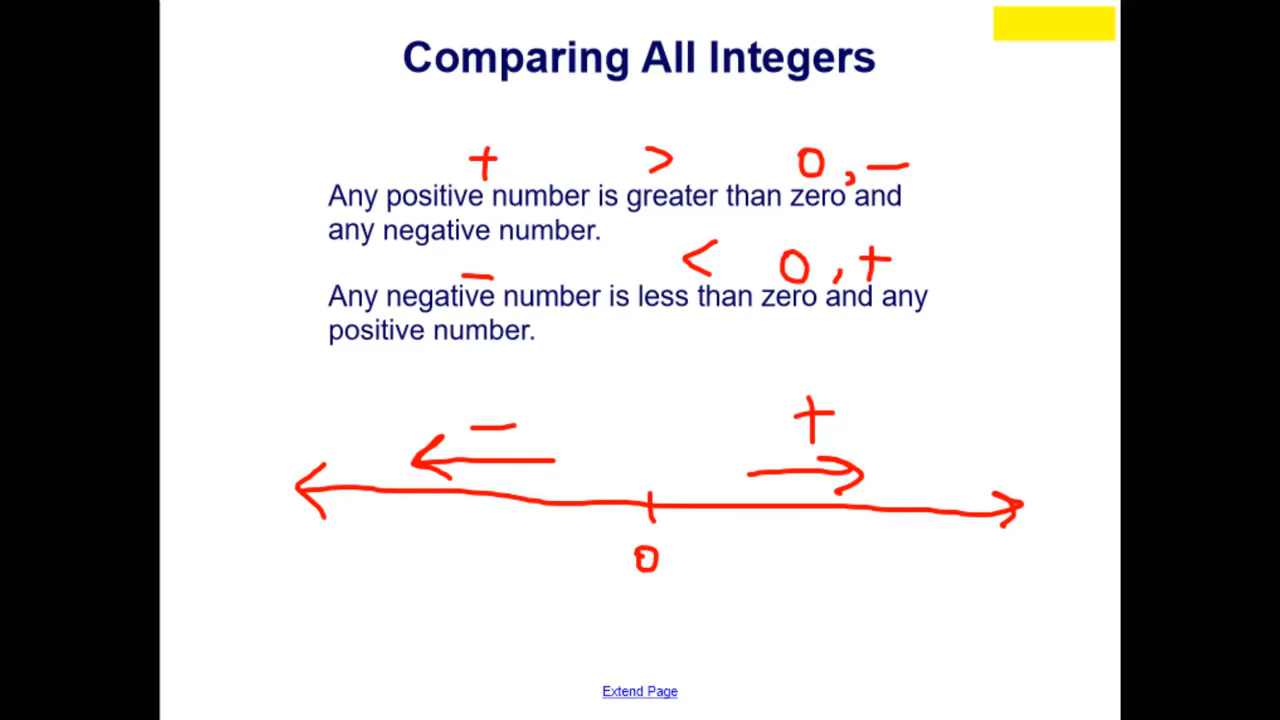 Comparing All Integers
+ > 0 , −
Any positive number is greater than zero and
any negative number.
− < 0 , +
Any negative number is less than zero and any
positive number.
− +
0
Extend Page